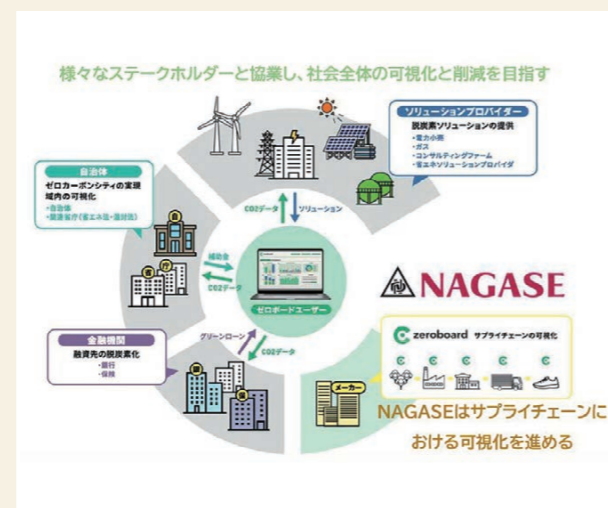 様々なステークホルダーと協業し、社会全体の可視化と削減を目指す
ソリューションプロバイダー
脱炭素ソリューションの提供
・電力小売
・ガス
・コンサルティングファーム
・省エネソリューションプロバイダ
自治体
ゼロカーボンシティの実現
域内の可視化
・自治体
CO2データ
ソリューション
自
省
庁
補助金
CO2データ
ゼロボードユーザー
NAGASE
金融機関
融資先の脱炭素化
・銀行
・保険
グリーンローン
CO2データ
銀
保
メーカー
zeroboard サプライチェーンの可視化
NAGASEはサプライチェーンに
おける可視化を進める